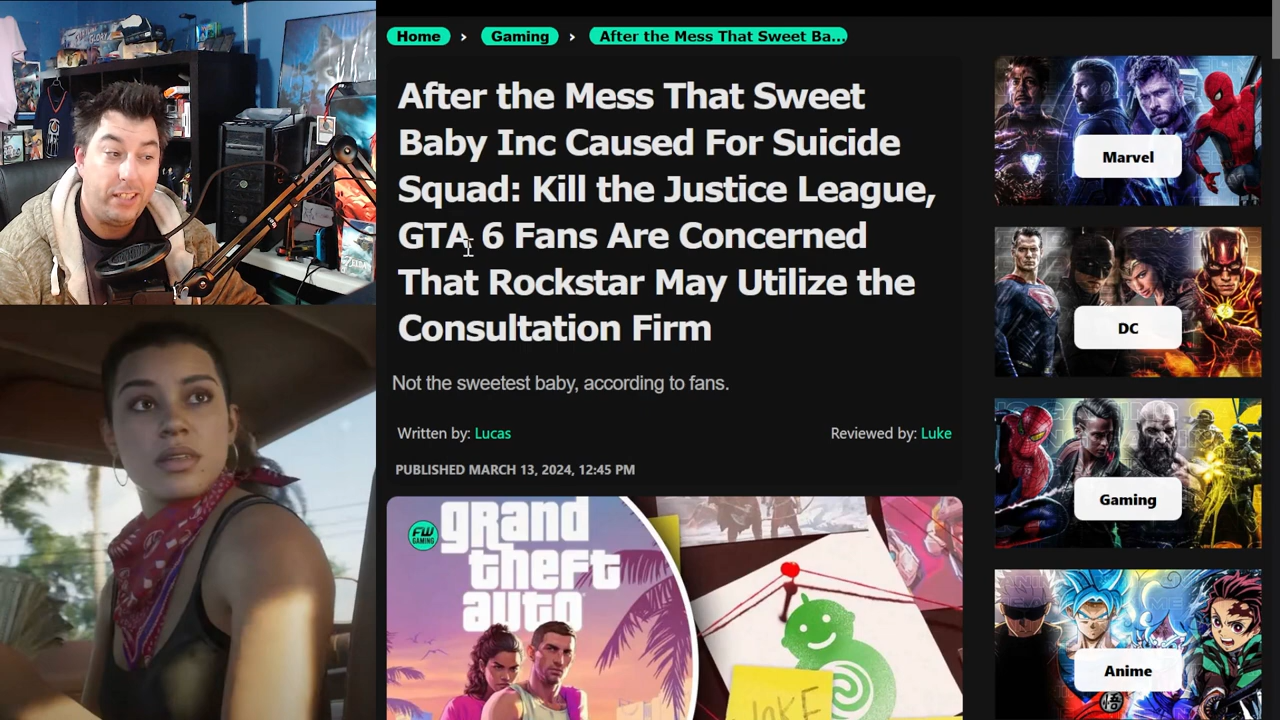 Home › Gaming › After the Mess That Sweet Ba...
After the Mess That Sweet
Baby Inc Caused For Suicide
Squad: Kill the Justice League,
GTA 6 Fans Are Concerned
That Rockstar May Utilize the
Consultation Firm
Not the sweetest baby, according to fans.
Written by: Lucas
Reviewed by: Luke
PUBLISHED MARCH 13, 2024, 12:45 PM
FW
GAMING
grand
theft
auto
Marvel
DC
Gaming
Anime